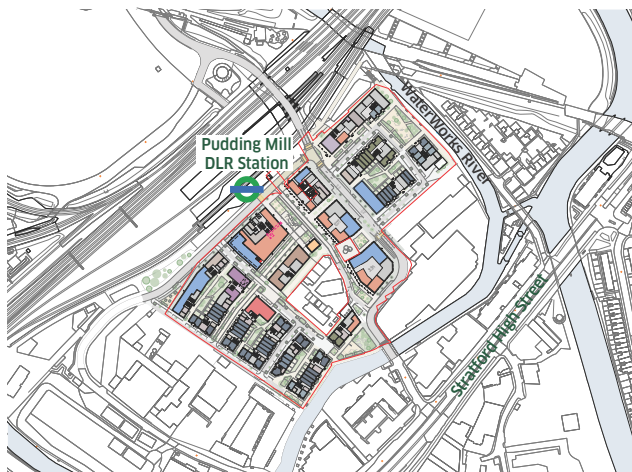 Pudding Mill
DLR Station
WaterWorks River
Stratford High Street